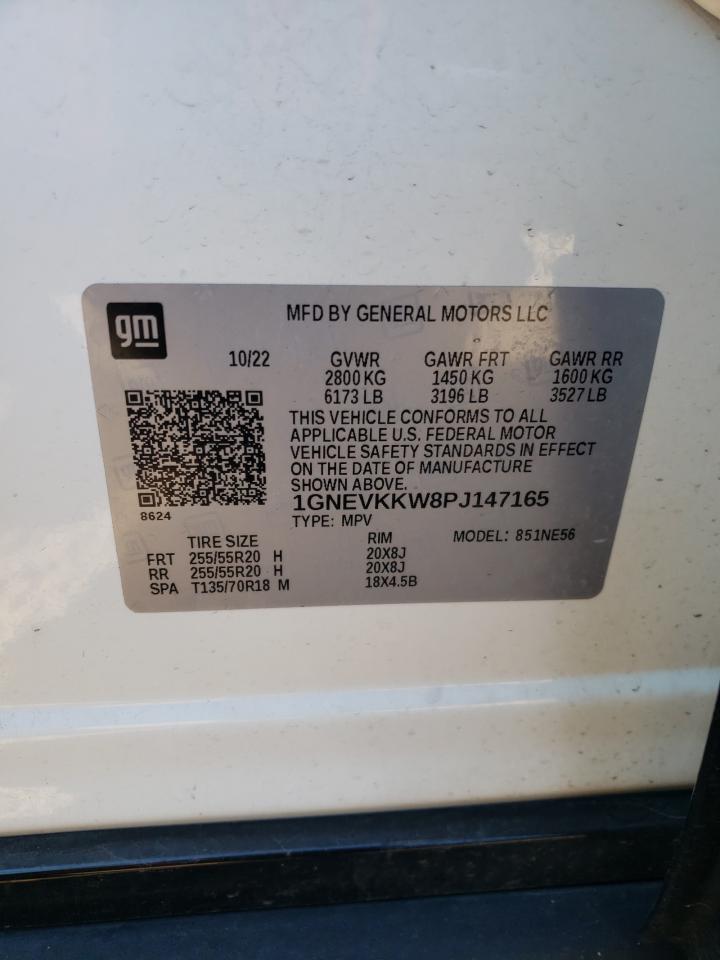 gm
MFD BY GENERAL MOTORS LLC
10/22 GVWR GAWR FRT GAWR RR
2800 KG 1450 KG 1600 KG
6173 LB 3196 LB 3527 LB
THIS VEHICLE CONFORMS TO ALL
APPLICABLE U.S. FEDERAL MOTOR
VEHICLE SAFETY STANDARDS IN EFFECT
ON THE DATE OF MANUFACTURE
SHOWN ABOVE.
8624
1GNEVKKW8PJ147165
TYPE: MPV MODEL: 851NE56
TIRE SIZE RIM
FRT 255/55R20 H 20X8J
RR 255/55R20 H 20X8J
SPA T135/70R18 M 18X4.5B